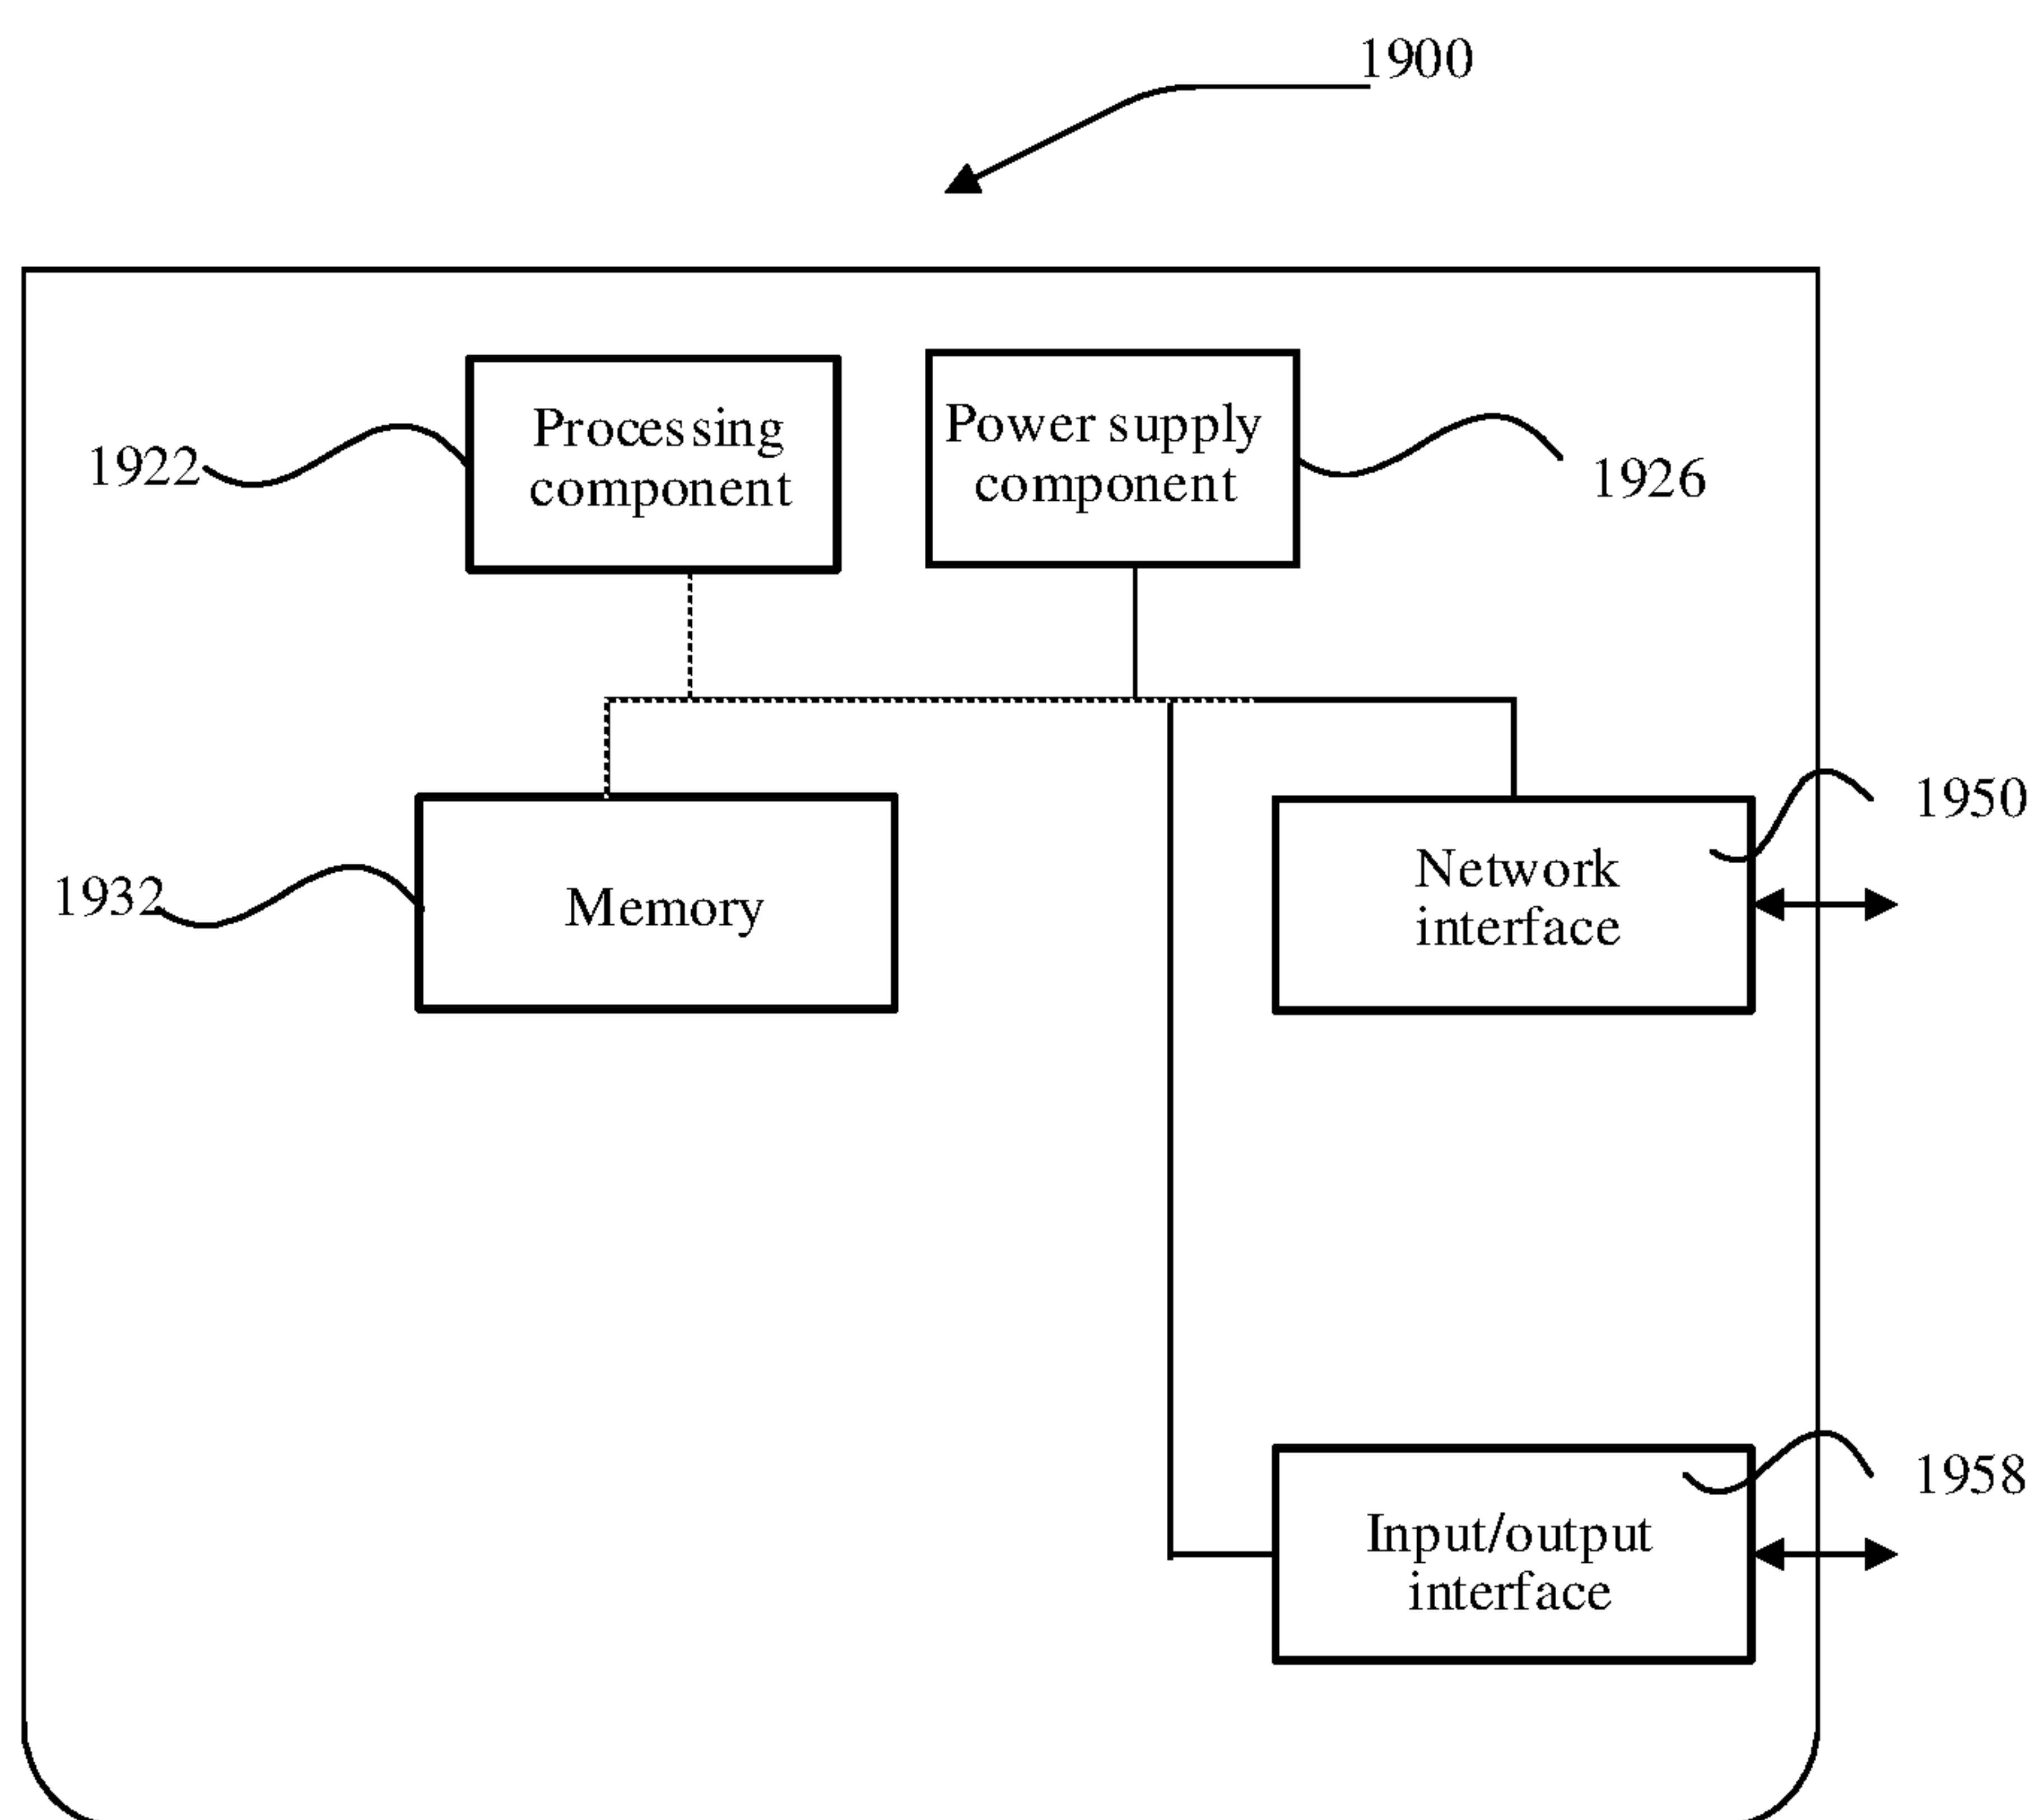 1900
Processing
component
Power supply
component
1922
1926
1950
Network
interface
1932
Memory
1958
Input/output
interface